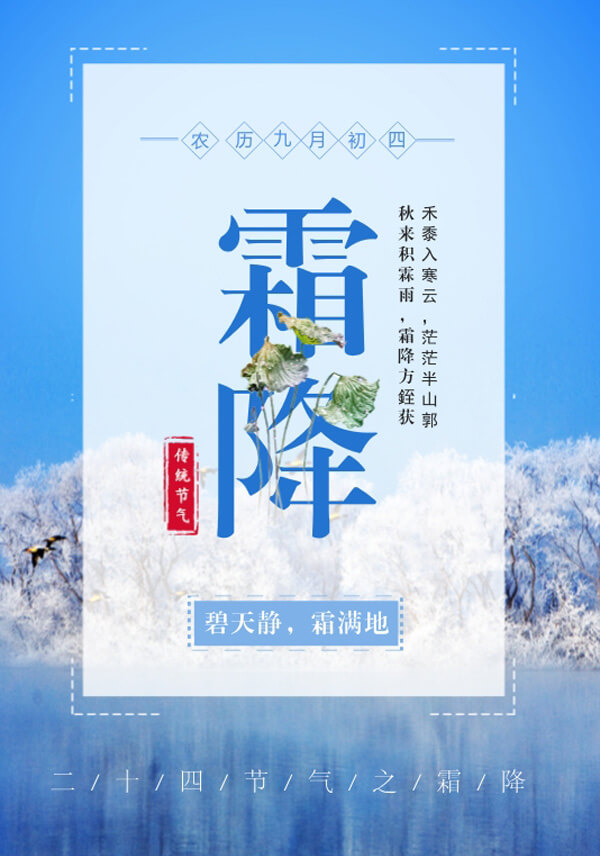 农历九月初四
霜降
禾黍入寒云，茫茫半山郭
秋来积霖雨，霜降方銍获
传统节气
碧天静，霜满地
二/十/四/节/气/之/霜/降